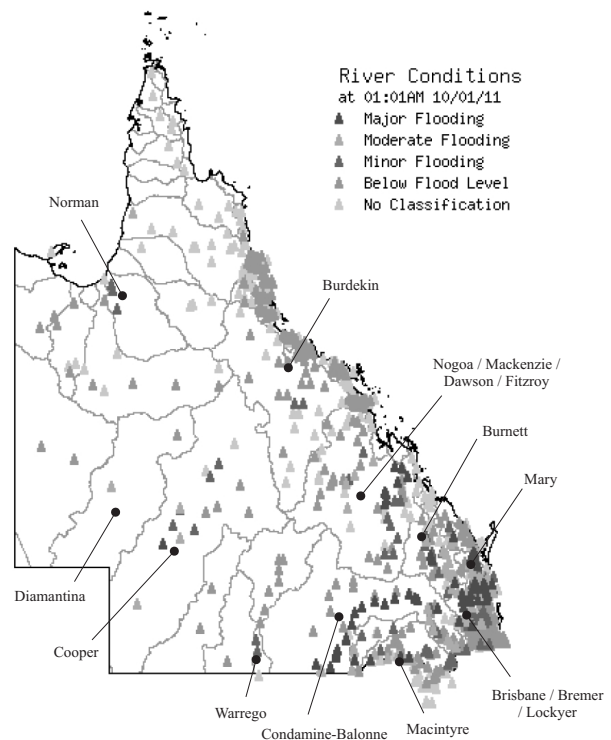 River Conditions
at 01:01AM 10/01/11
Major Flooding
Moderate Flooding
Minor Flooding
Below Flood Level
No Classification
Norman
Burdekin
Nogoa / Mackenzie /
Dawson / Fitzroy
Burnett
Mary
Diamantina
Cooper
Warrego
Condamine-Balonne
Macintyre
Brisbane / Bremer
/ Lockyer